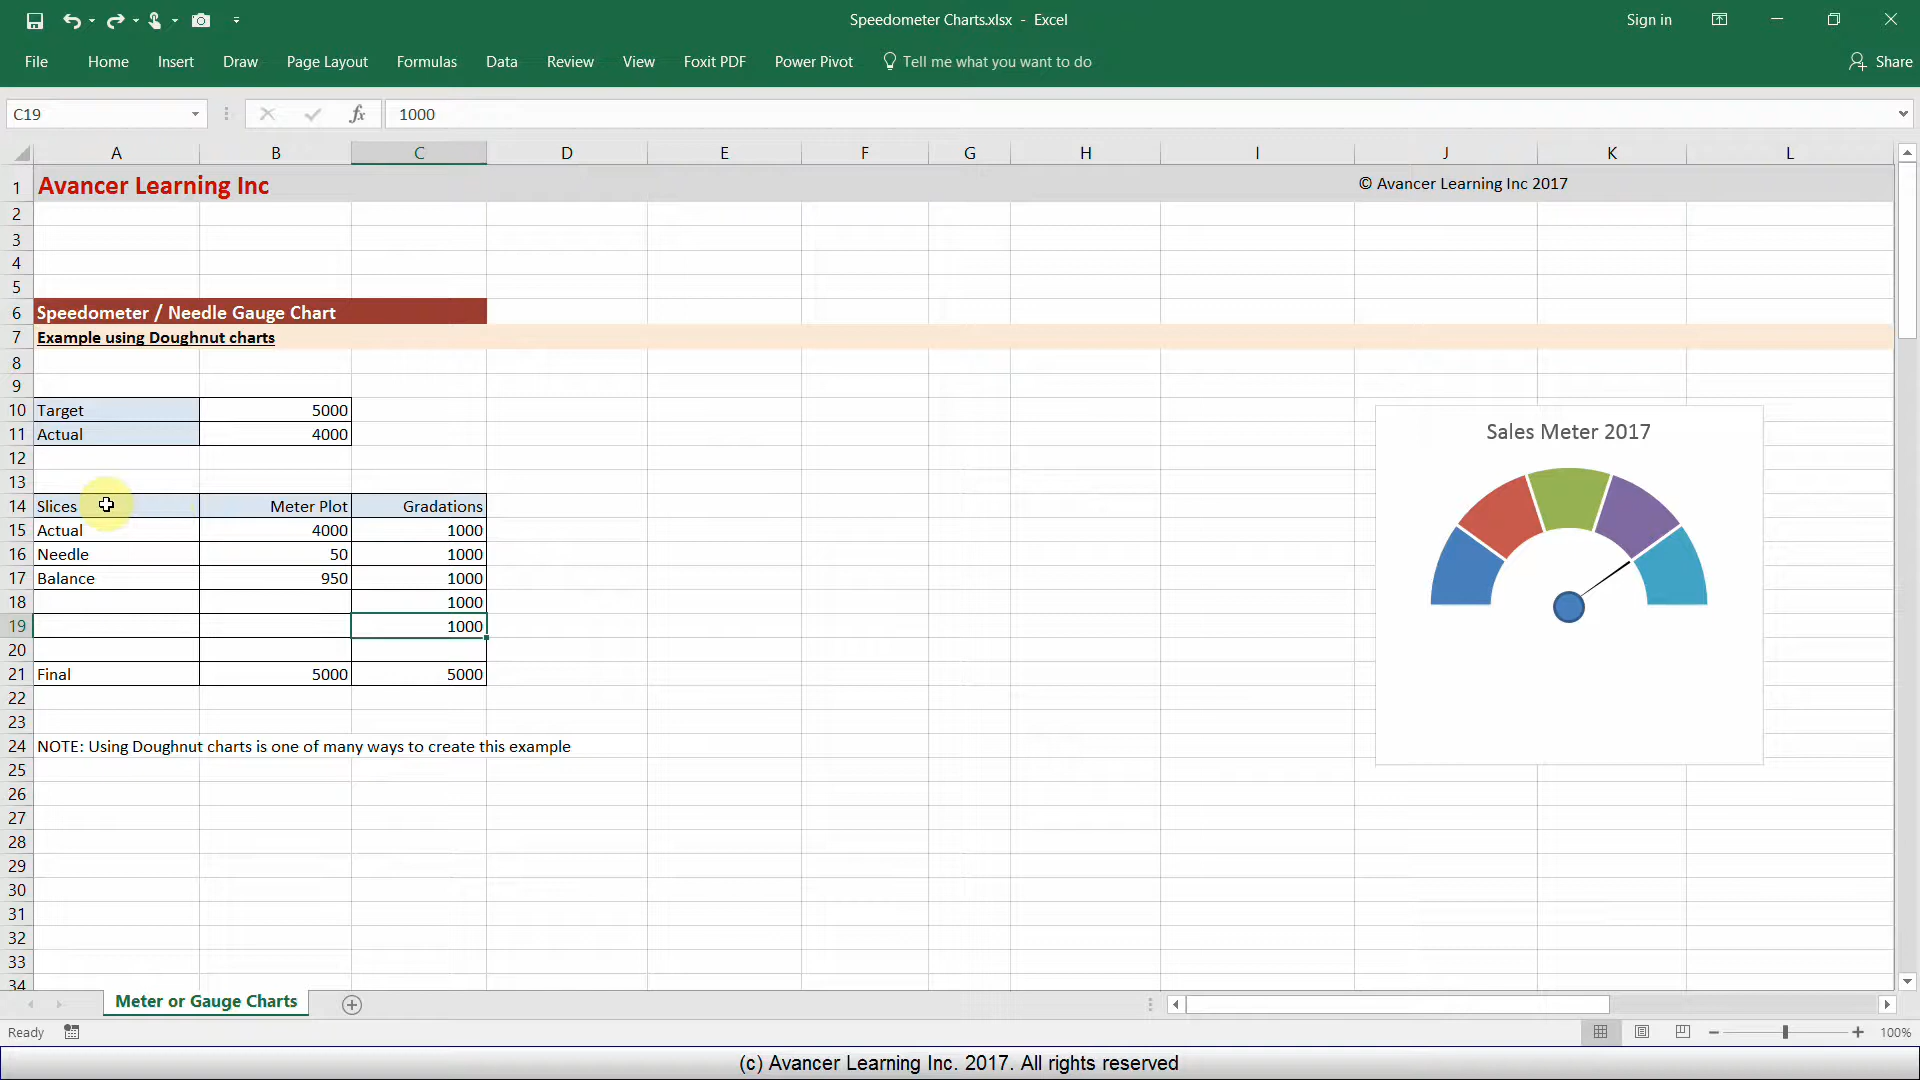 Speedometer Charts.xlsx - Excel
Sign in
File Home Insert Draw Page Layout Formulas Data Review View Foxit PDF Power Pivot Tell me what you want to do
Share
C19
fx
1000
A B C D E F G H I J K L
1 Avancer Learning Inc © Avancer Learning Inc 2017
2
3
4
5
6 Speedometer / Needle Gauge Chart
7 Example using Doughnut charts
8
9
10 Target 5000
11 Actual 4000
12
13
14 Slices Meter Plot Gradations
15 Actual 4000 1000
16 Needle 50 1000
17 Balance 950 1000
18 1000
19 1000
20
21 Final 5000 5000
22
23
24 NOTE: Using Doughnut charts is one of many ways to create this example
25
26
27
28
29
30
31
32
33
34
Sales Meter 2017
Meter or Gauge Charts
Ready
100%
(c) Avancer Learning Inc. 2017. All rights reserved